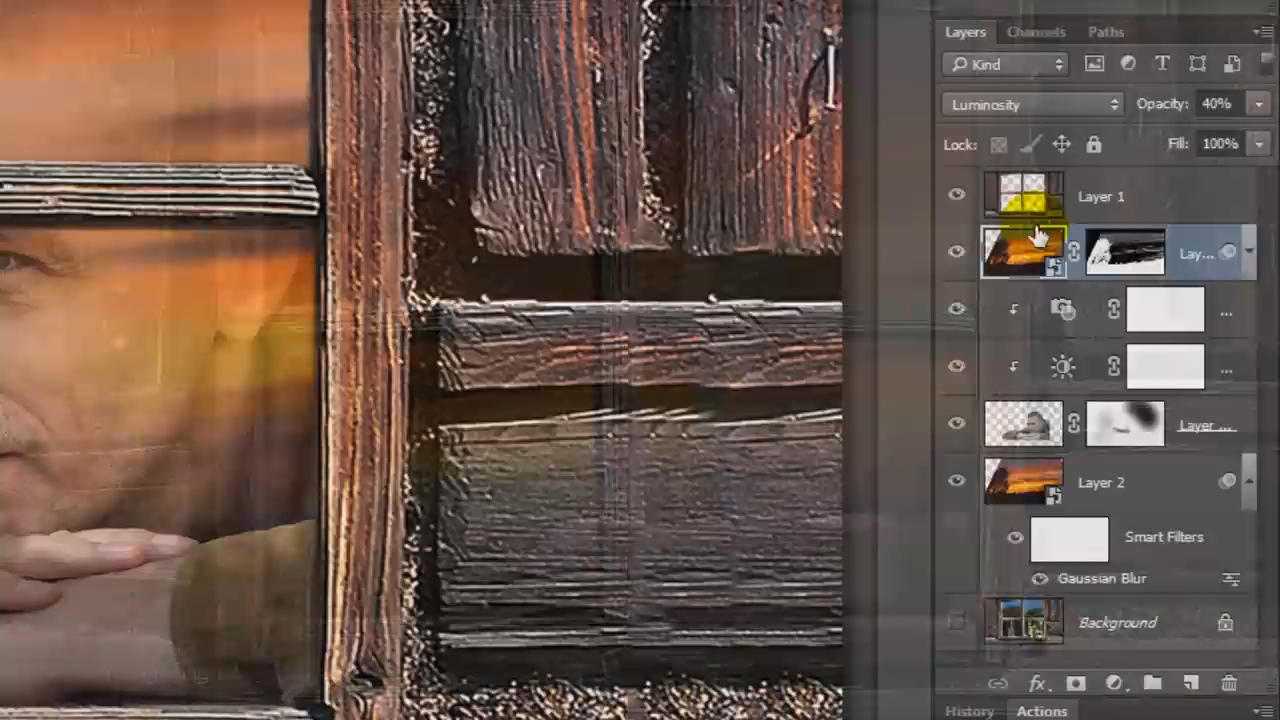 Layers Channels Paths
Kind
Luminosity Opacity: 40%
Lock: Fill: 100%
Layer 1
Lay...
...
...
Layer ...
Layer 2
Smart Filters
Gaussian Blur
Background
fx
History Actions